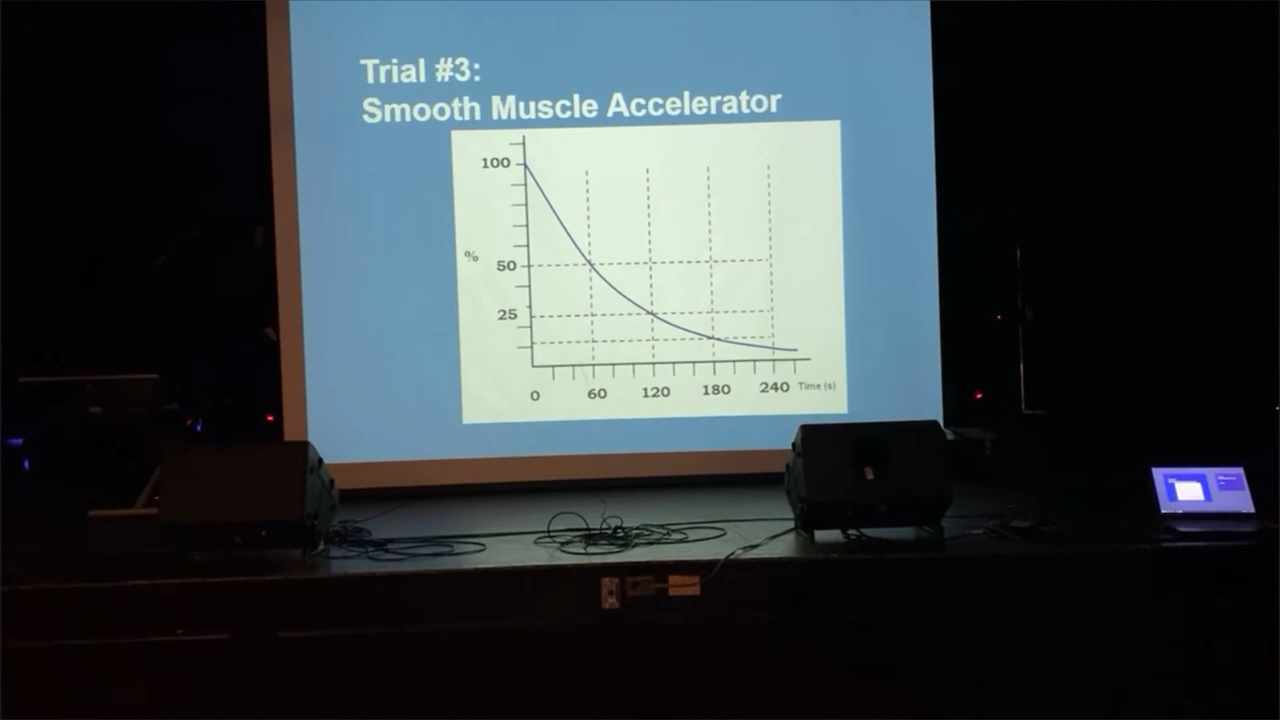 Trial #3:
Smooth Muscle Accelerator
100
%
50
25
0 60 120 180 240 Time (s)